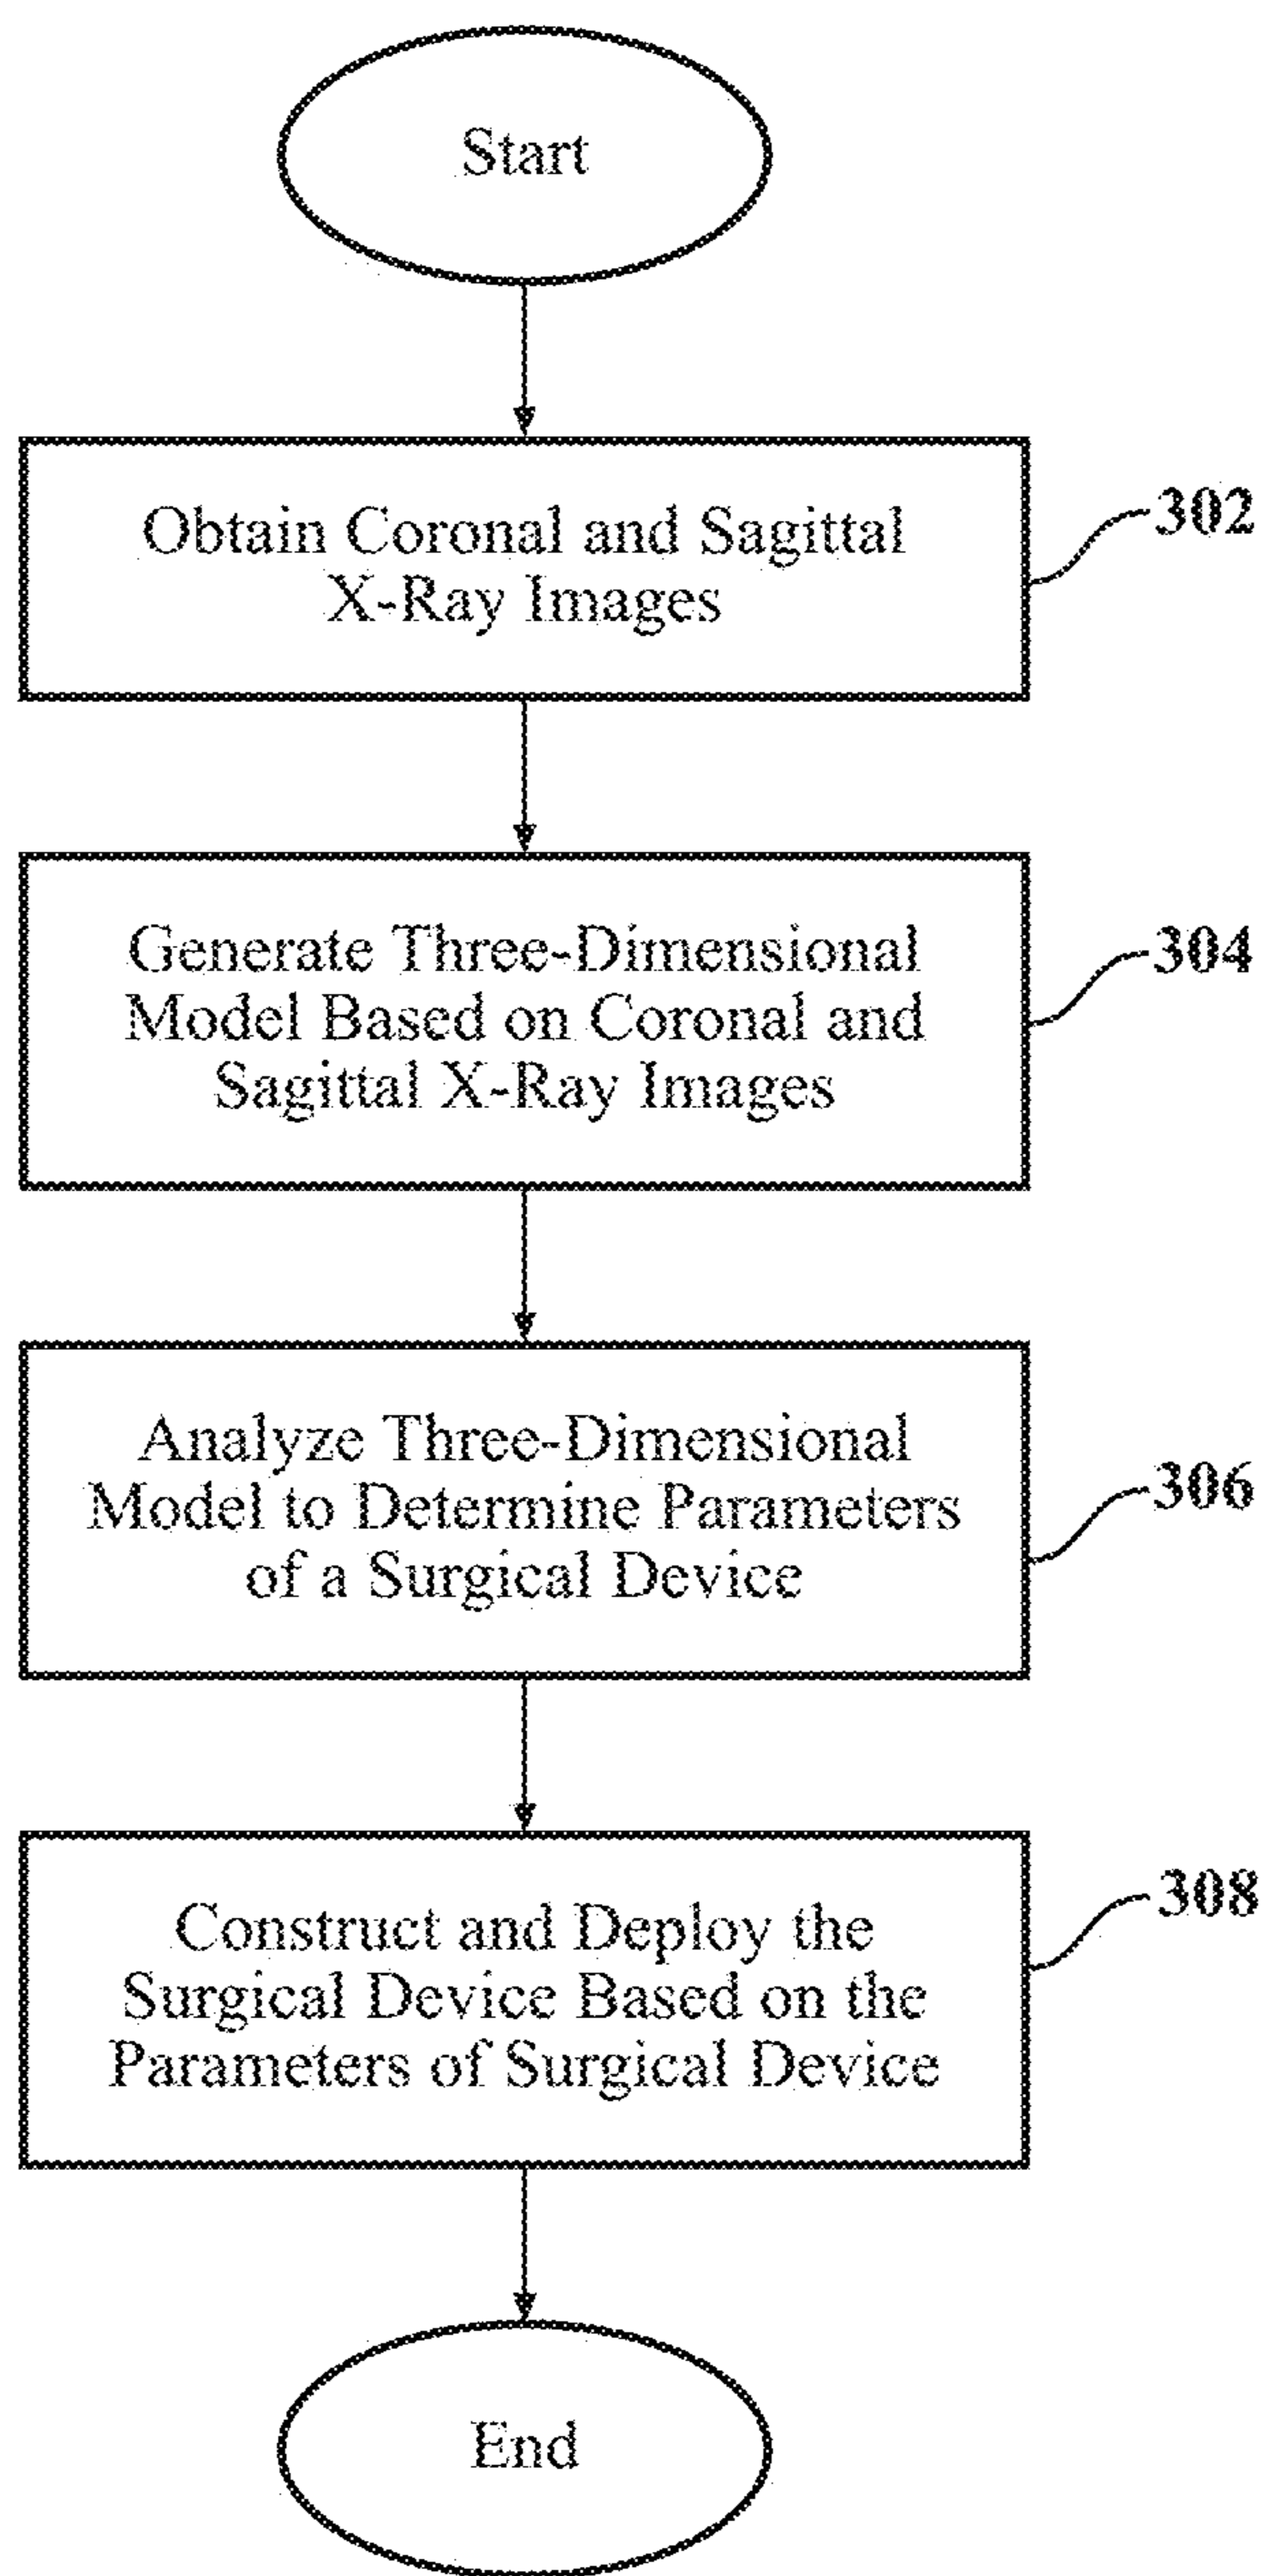 Start
Obtain Coronal and Sagittal
X-Ray Images
302
Generate Three-Dimensional
Model Based on Coronal and
Sagittal X-Ray Images
304
Analyze Three-Dimensional
Model to Determine Parameters
of a Surgical Device
306
Construct and Deploy the
Surgical Device Based on the
Parameters of Surgical Device
308
End